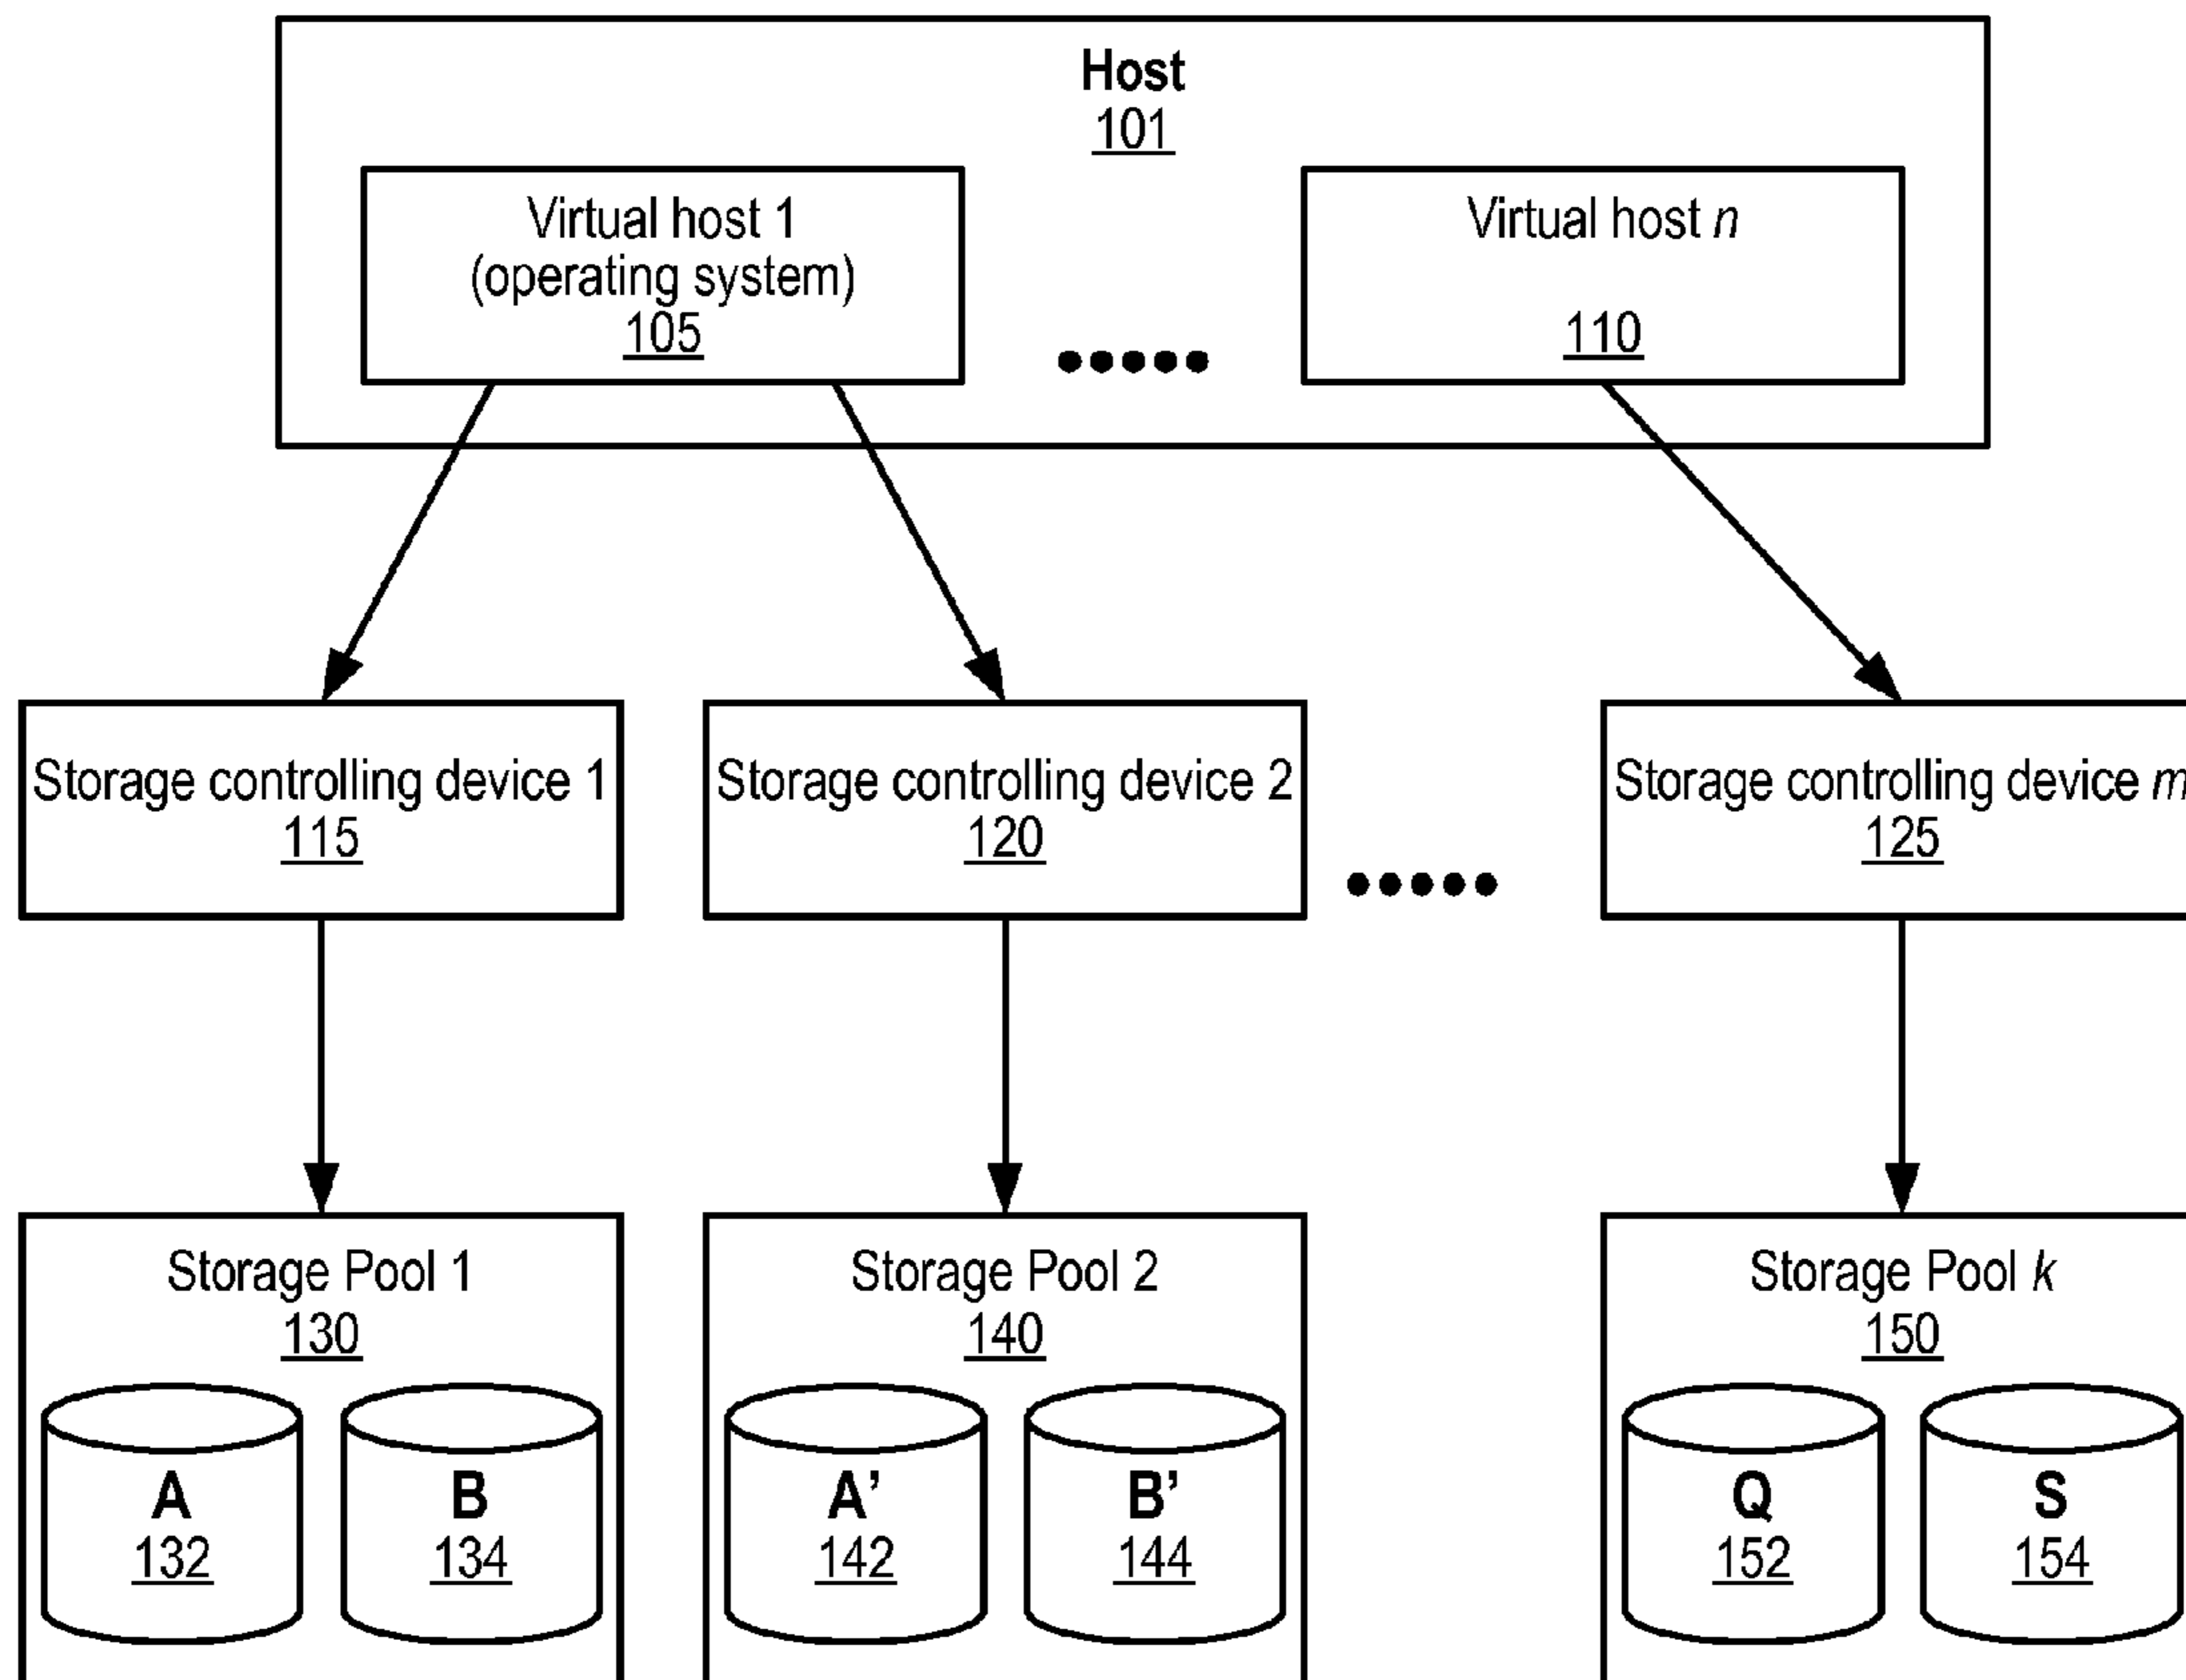 Host
101
Virtual host 1
(operating system)
105
Virtual host n
110
Storage controlling device 1
115
Storage controlling device 2
120
Storage controlling device m
125
Storage Pool 1
130
A
132
B
134
Storage Pool 2
140
A’
142
B’
144
Storage Pool k
150
Q
152
S
154